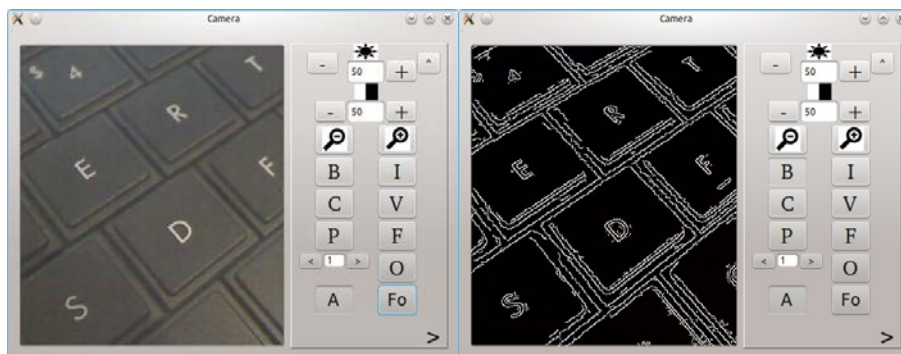 Camera
$ 4
T
R
E
F
D
S
-
50
+
^
-
50
+
B I
C V
P F
< 1 >
O
A Fo
>
Camera
4
T
R
E
F
D
S
-
50
+
^
-
50
+
B I
C V
P F
< 1 >
O
A Fo
>